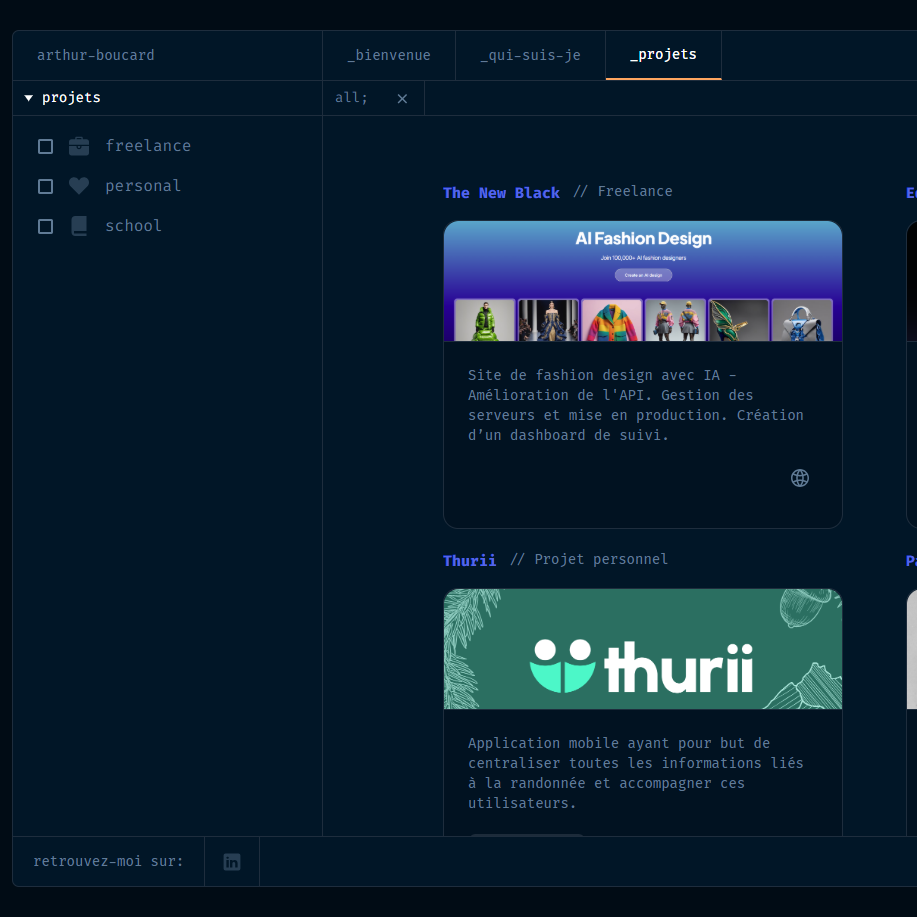 arthur-boucard
_bienvenue
_qui-suis-je
_projets
projets
all;
freelance
personal
school
The New Black // Freelance
AI Fashion Design
Join 100,000+ AI fashion designers
Create an AI design
Site de fashion design avec IA -
Amélioration de l'API. Gestion des
serveurs et mise en production. Création
d’un dashboard de suivi.
Thurii // Projet personnel
thurii
Application mobile ayant pour but de
centraliser toutes les informations liés
à la randonnée et accompagner ces
utilisateurs.
retrouvez-moi sur:
in